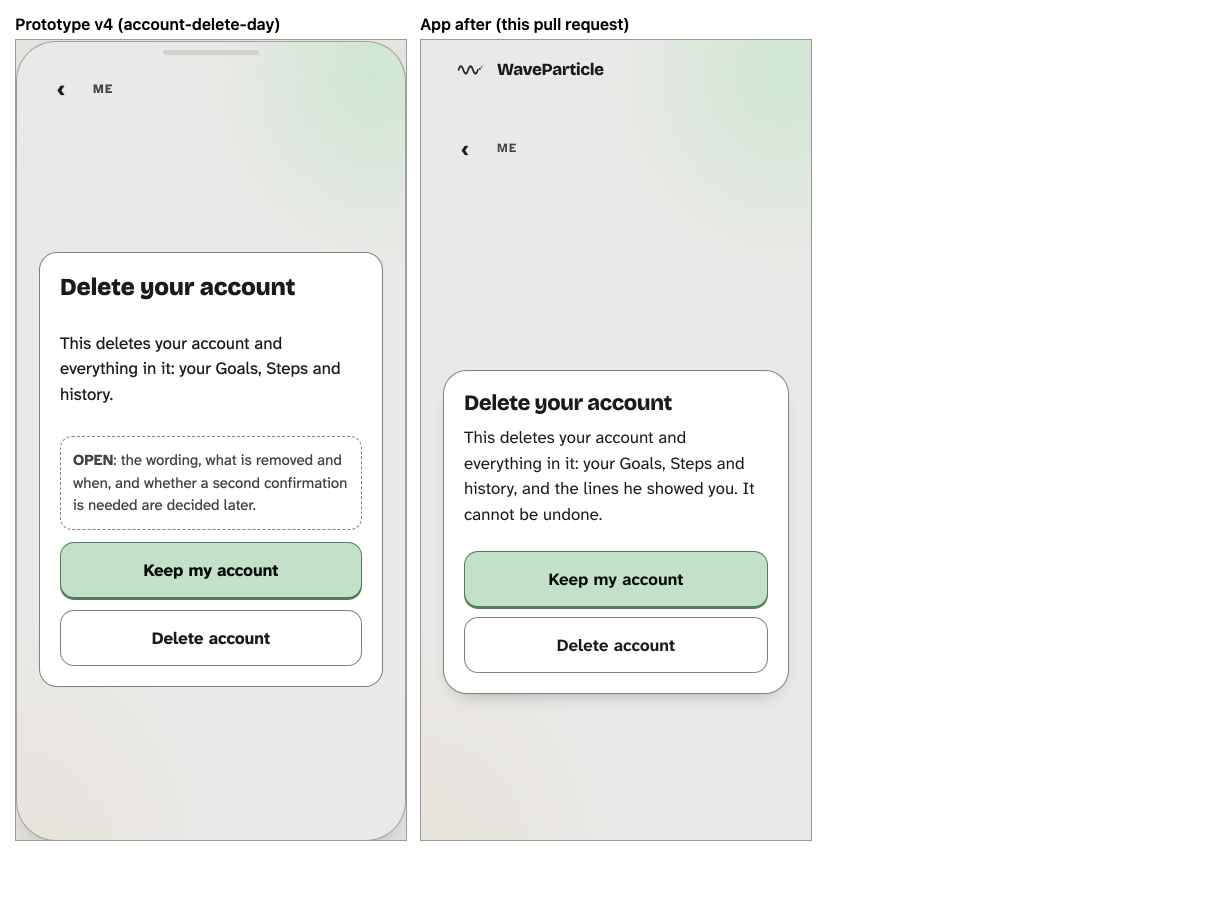 Prototype v4 (account-delete-day)
ME
Delete your account
This deletes your account and
everything in it: your Goals, Steps and
history.
OPEN: the wording, what is removed and
when, and whether a second confirmation
is needed are decided later.
Keep my account
Delete account
App after (this pull request)
WaveParticle
ME
Delete your account
This deletes your account and
everything in it: your Goals, Steps and
history, and the lines he showed you. It
cannot be undone.
Keep my account
Delete account